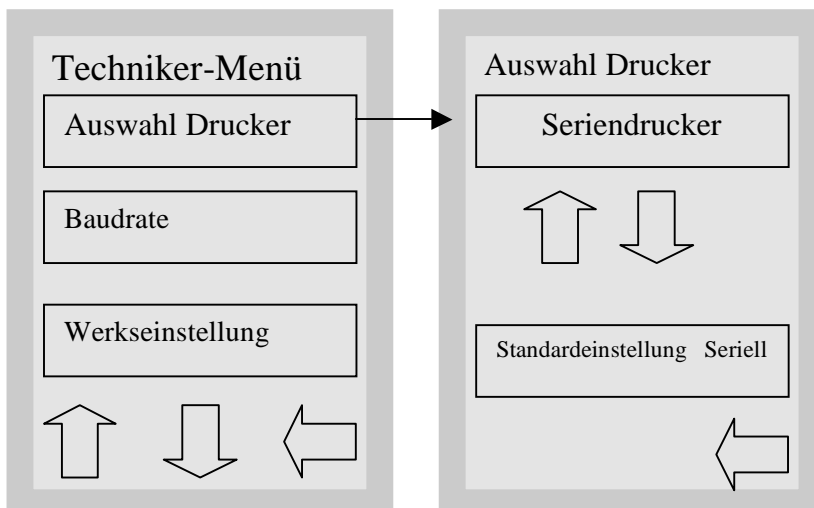 Techniker-Menü
Auswahl Drucker
Baudrate
Werkseinstellung
Auswahl Drucker
Seriendrucker
Standardeinstellung Seriell